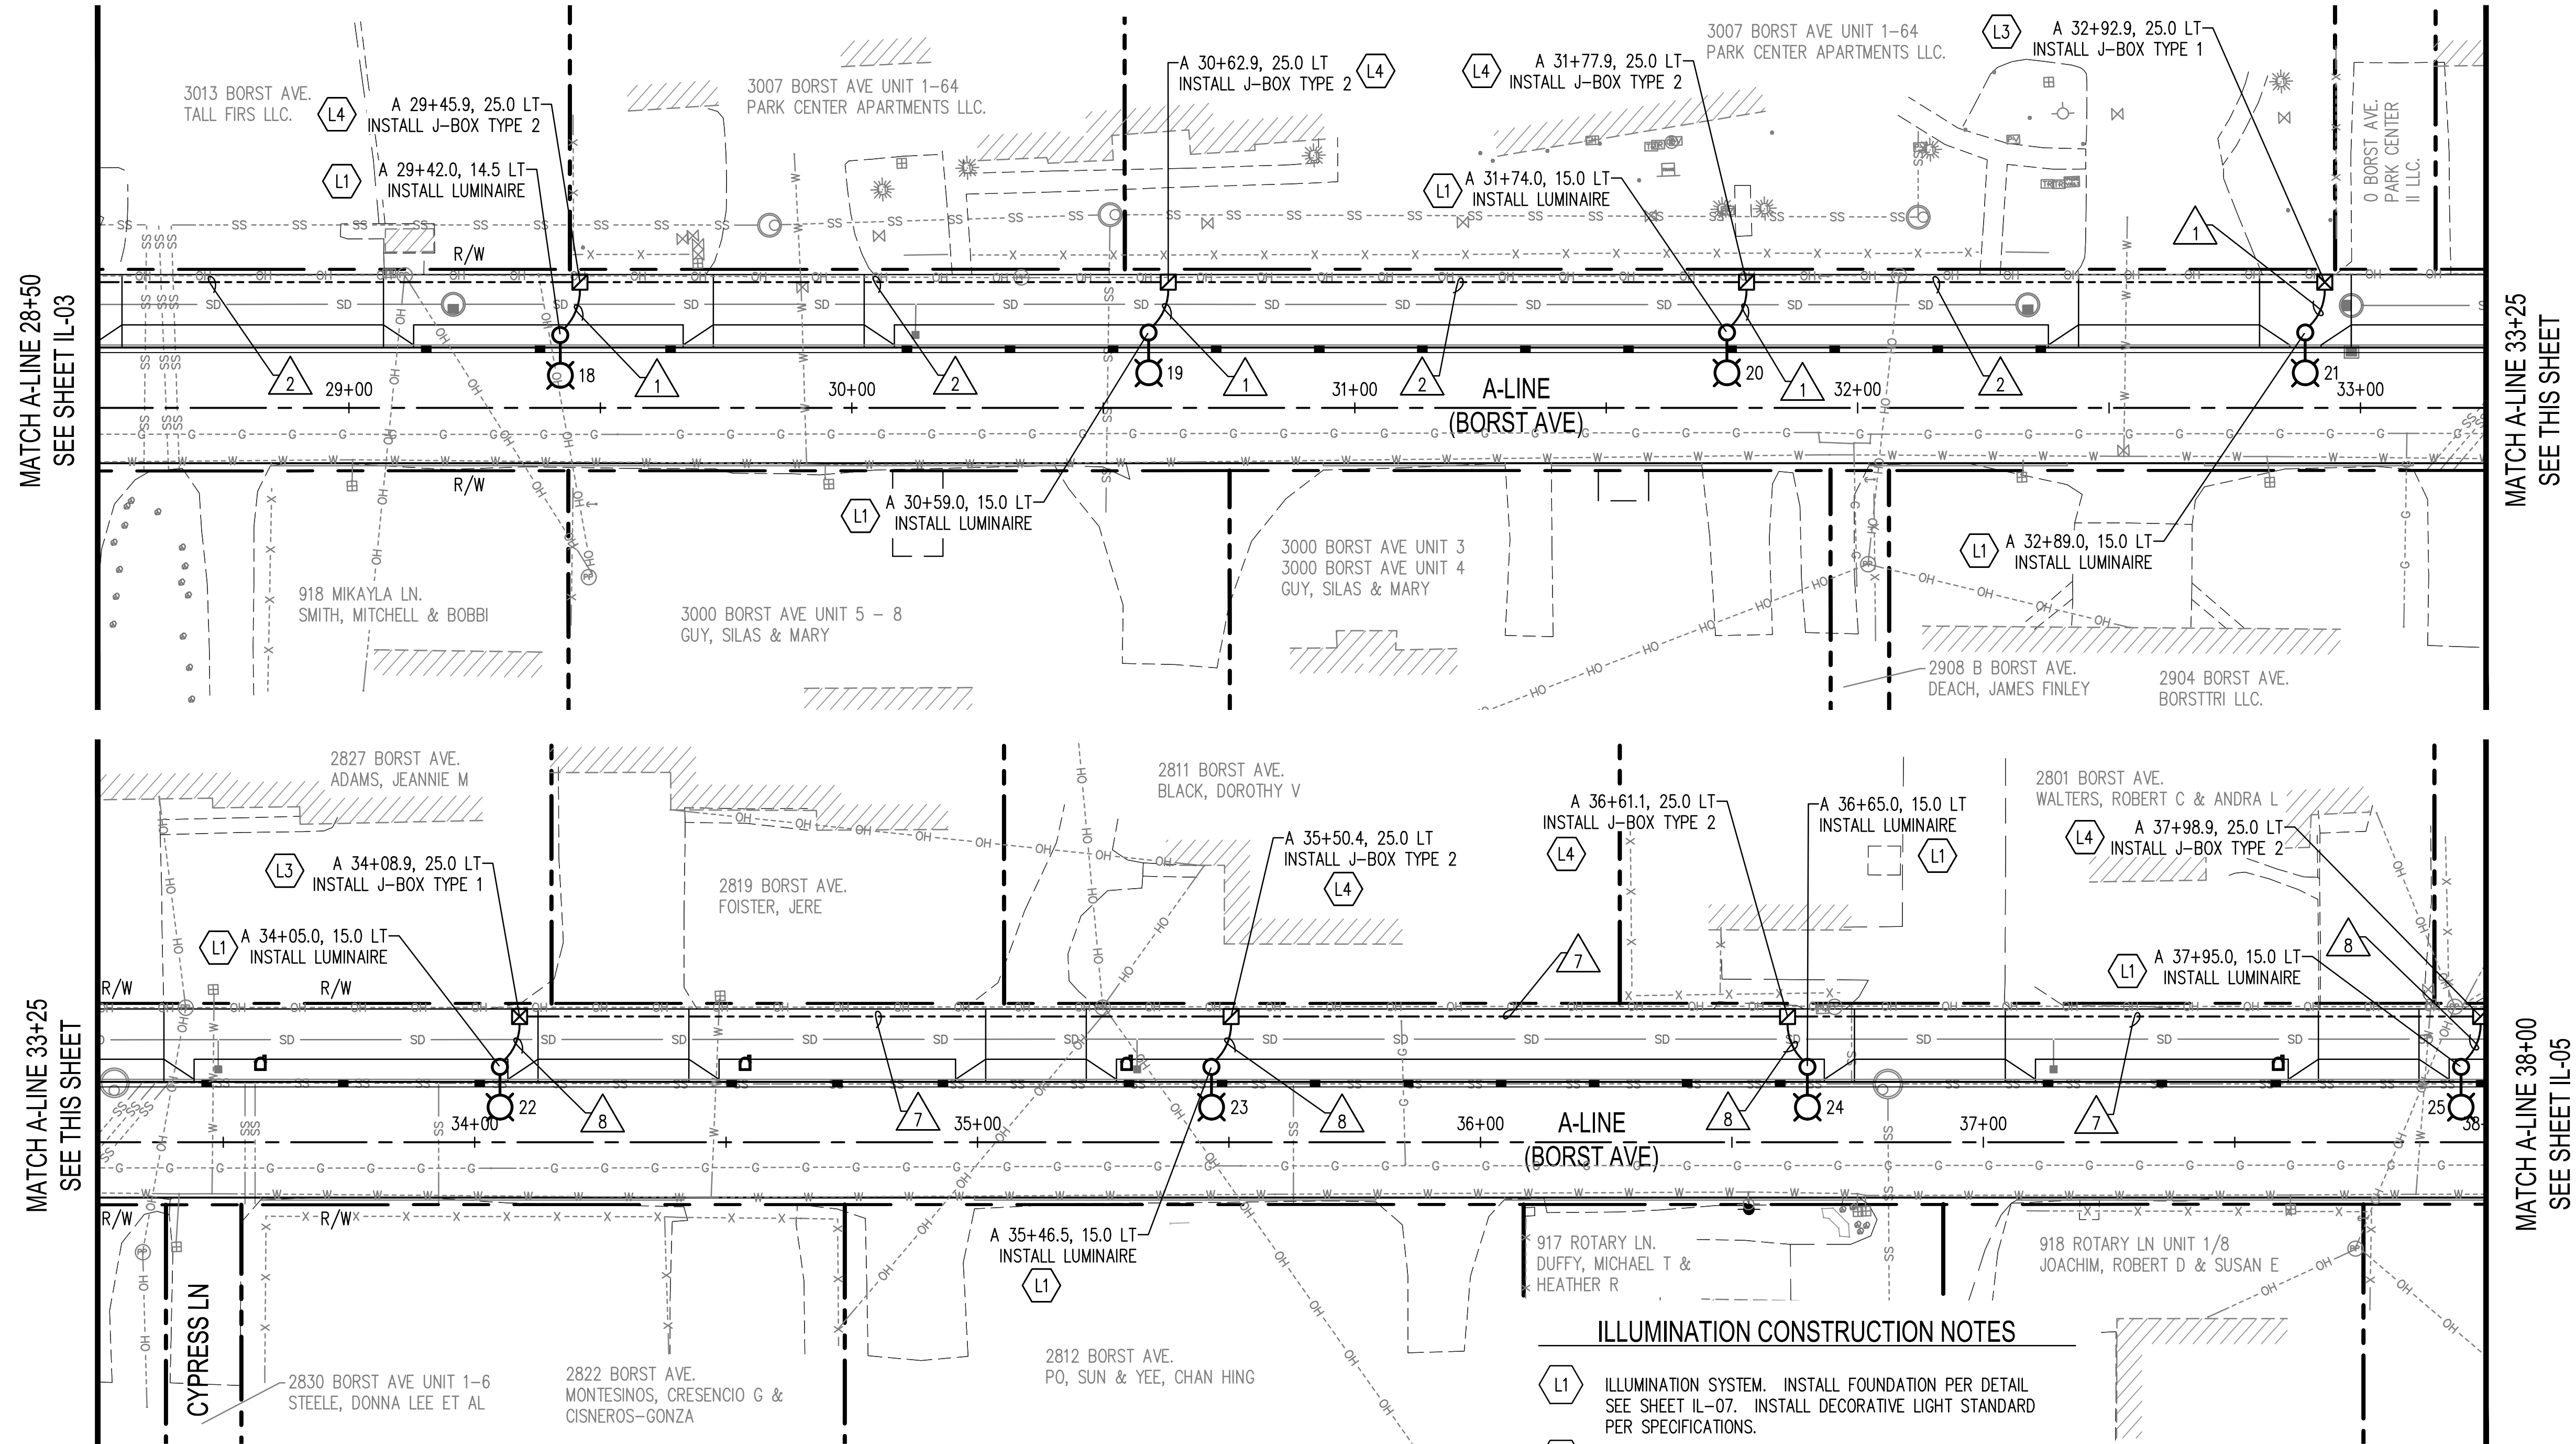 MATCH A-LINE 28+50
SEE SHEET IL-03
3013 BORST AVE.
TALL FIRS LLC.
L4
A 29+45.9, 25.0 LT
INSTALL J-BOX TYPE 2
L1
A 29+42.0, 14.5 LT
INSTALL LUMINAIRE
3007 BORST AVE UNIT 1-64
PARK CENTER APARTMENTS LLC.
A 30+62.9, 25.0 LT
INSTALL J-BOX TYPE 2
L4
L4
A 31+77.9, 25.0 LT
INSTALL J-BOX TYPE 2
L1
A 31+74.0, 15.0 LT
INSTALL LUMINAIRE
3007 BORST AVE UNIT 1-64
PARK CENTER APARTMENTS LLC.
L3
A 32+92.9, 25.0 LT
INSTALL J-BOX TYPE 1
0 BORST AVE.
PARK CENTER
II LLC.
1
R/W
2
18
1
29+00
30+00
2
19
1
31+00
2
A-LINE
(BORST AVE)
20
1
32+00
2
21
33+00
R/W
L1
A 30+59.0, 15.0 LT
INSTALL LUMINAIRE
L1
A 32+89.0, 15.0 LT
INSTALL LUMINAIRE
918 MIKAYLA LN.
SMITH, MITCHELL & BOBBI
3000 BORST AVE UNIT 5 - 8
GUY, SILAS & MARY
3000 BORST AVE UNIT 3
3000 BORST AVE UNIT 4
GUY, SILAS & MARY
2908 B BORST AVE.
DEACH, JAMES FINLEY
2904 BORST AVE.
BORSTTRI LLC.
MATCH A-LINE 33+25
SEE THIS SHEET
MATCH A-LINE 33+25
SEE THIS SHEET
2827 BORST AVE.
ADAMS, JEANNIE M
L3
A 34+08.9, 25.0 LT
INSTALL J-BOX TYPE 1
L1
A 34+05.0, 15.0 LT
INSTALL LUMINAIRE
2819 BORST AVE.
FOISTER, JERE
2811 BORST AVE.
BLACK, DOROTHY V
A 35+50.4, 25.0 LT
INSTALL J-BOX TYPE 2
L4
A 36+61.1, 25.0 LT
INSTALL J-BOX TYPE 2
L4
A 36+65.0, 15.0 LT
INSTALL LUMINAIRE
L1
2801 BORST AVE.
WALTERS, ROBERT C & ANDRA L
L4
A 37+98.9, 25.0 LT
INSTALL J-BOX TYPE 2
L1
A 37+95.0, 15.0 LT
INSTALL LUMINAIRE
7
8
R/W
R/W
22
8
34+00
7
35+00
23
8
36+00
A-LINE
(BORST AVE)
8
24
37+00
7
25
38
R/W
R/W
CYPRESS LN
A 35+46.5, 15.0 LT
INSTALL LUMINAIRE
L1
917 ROTARY LN.
DUFFY, MICHAEL T &
HEATHER R
918 ROTARY LN UNIT 1/8
JOACHIM, ROBERT D & SUSAN E
2830 BORST AVE UNIT 1-6
STEELE, DONNA LEE ET AL
2822 BORST AVE.
MONTESINOS, CRESENCIO G &
CISNEROS-GONZA
2812 BORST AVE.
PO, SUN & YEE, CHAN HING
MATCH A-LINE 38+00
SEE SHEET IL-05
ILLUMINATION CONSTRUCTION NOTES
L1
ILLUMINATION SYSTEM. INSTALL FOUNDATION PER DETAIL
SEE SHEET IL-07. INSTALL DECORATIVE LIGHT STANDARD
PER SPECIFICATIONS.